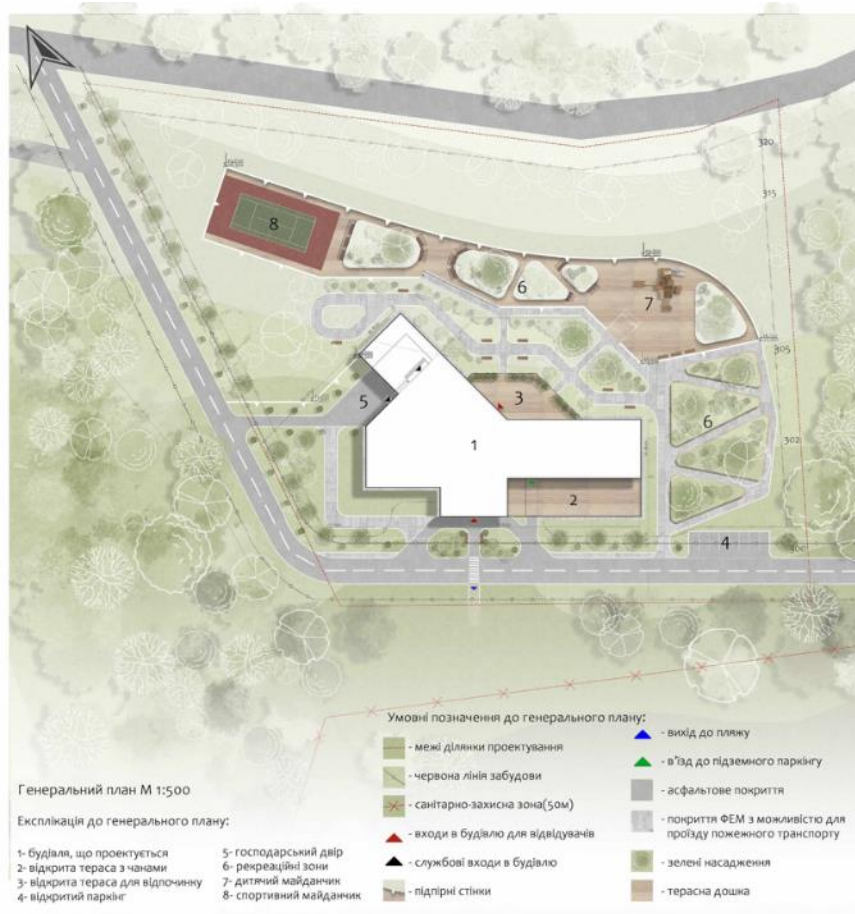 320
315
8
6
7
305
5
3
6
1
302
2
4
300
Умовні позначення до генерального плану:
- межі ділянки проектування
- червона лінія забудови
- санітарно-захисна зона(50м)
- входи в будівлю для відвідувачів
- службові входи в будівлю
- підпірні стінки
- вихід до пляжу
- в'їзд до підземного паркінгу
- асфальтове покриття
- покриття ФЕМ з можливістю для
проїзду пожежного транспорту
- зелені насадження
- терасна дошка
Генеральний план М 1:500
Експлікація до генерального плану:
1- будівля, що проектується
2- відкрита тераса з чанами
3- відкрита тераса для відпочинку
4- відкритий паркінг
5- господарський двір
6- рекреаційні зони
7- дитячий майданчик
8- спортивний майданчик